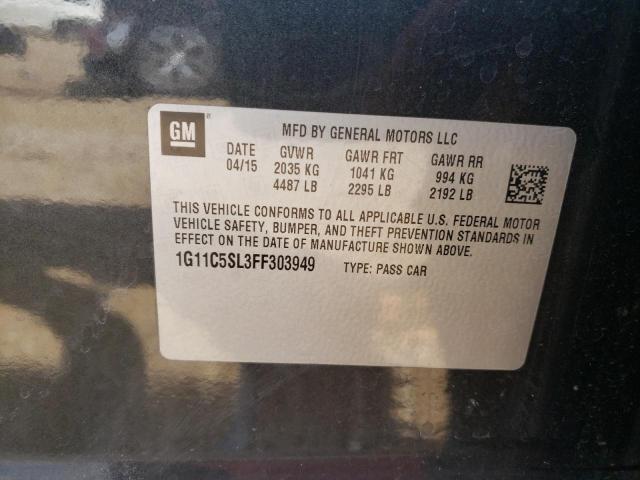 GM
MFD BY GENERAL MOTORS LLC
DATE GVWR GAWR FRT GAWR RR
04/15 2035 KG 1041 KG 994 KG
4487 LB 2295 LB 2192 LB
THIS VEHICLE CONFORMS TO ALL APPLICABLE U.S. FEDERAL MOTOR
VEHICLE SAFETY, BUMPER, AND THEFT PREVENTION STANDARDS IN
EFFECT ON THE DATE OF MANUFACTURE SHOWN ABOVE.
1G11C5SL3FF303949 TYPE: PASS CAR